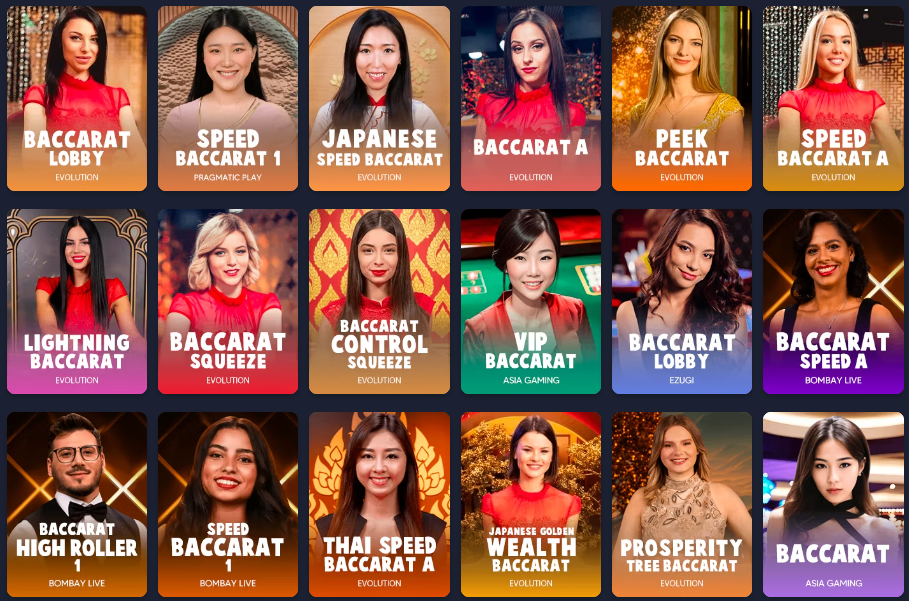 BACCARAT
LOBBY
EVOLUTION
SPEED
BACCARAT 1
PRAGMATIC PLAY
JAPANESE
SPEED BACCARAT
EVOLUTION
BACCARAT A
EVOLUTION
PEEK
BACCARAT
EVOLUTION
SPEED
BACCARAT A
EVOLUTION
LIGHTNING
BACCARAT
EVOLUTION
BACCARAT
SQUEEZE
EVOLUTION
BACCARAT
CONTROL
SQUEEZE
EVOLUTION
VIP
BACCARAT
ASIA GAMING
BACCARAT
LOBBY
EZUGI
BACCARAT
SPEED A
BOMBAY LIVE
BACCARAT
HIGH ROLLER
1
BOMBAY LIVE
SPEED
BACCARAT
1
BOMBAY LIVE
THAI SPEED
BACCARAT A
EVOLUTION
JAPANESE GOLDEN
WEALTH
BACCARAT
EVOLUTION
PROSPERITY
TREE BACCARAT
EVOLUTION
BACCARAT
ASIA GAMING